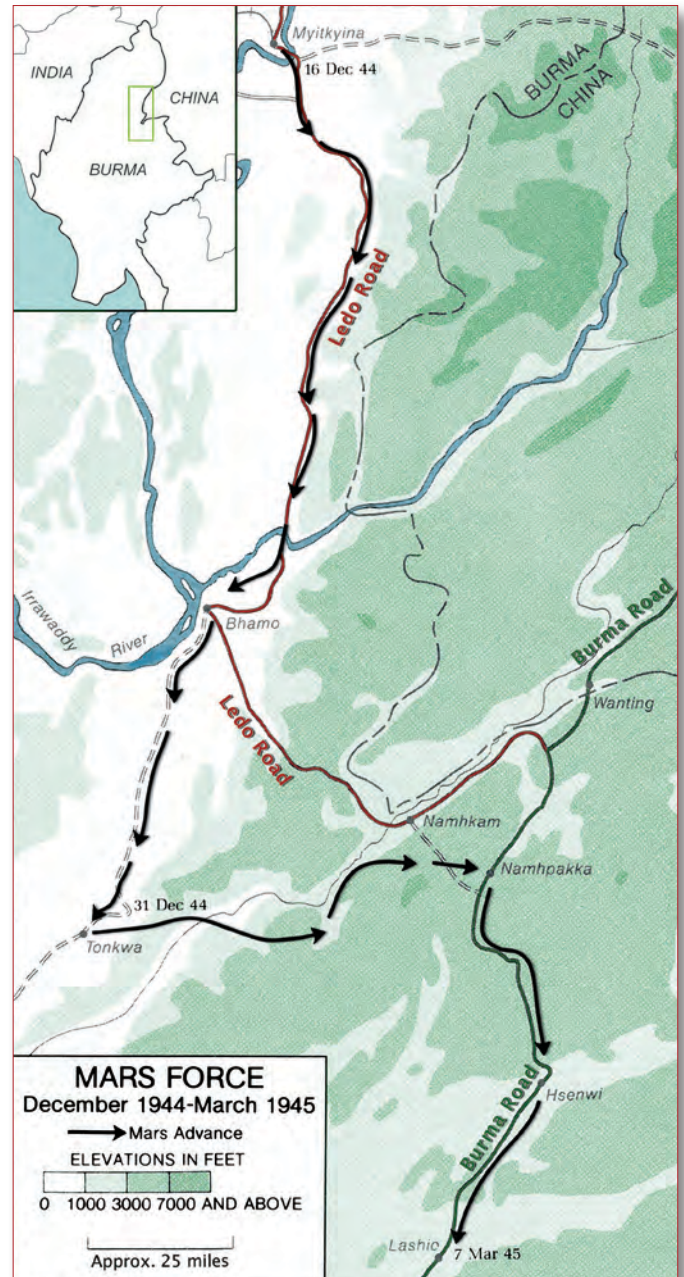 INDIA
CHINA
BURMA
Myitkyina
16 Dec 44
BURMA
CHINA
Ledo Road
Irrawaddy
River
Bhamo
Burma Road
Wanting
Ledo Road
Namhkam
Namhpakka
31 Dec 44
Tonkwa
Burma Road
Hsenwi
Lashio
7 Mar 45
MARS FORCE
December 1944-March 1945
Mars Advance
ELEVATIONS IN FEET
0 1000 3000 7000 AND ABOVE
Approx. 25 miles